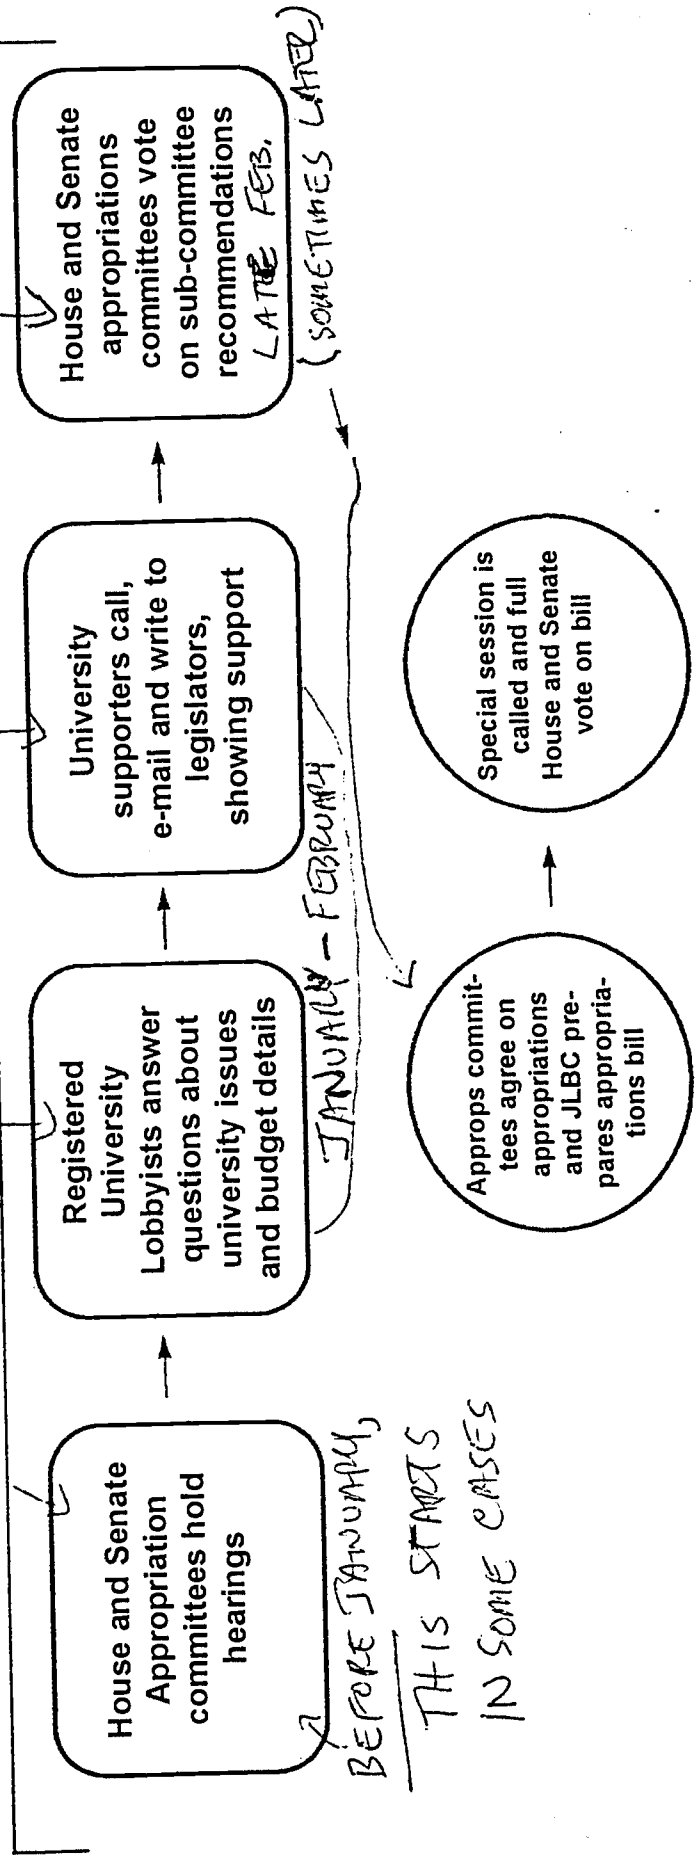 House and Senate
Appropriation
committees hold
hearings
BEFORE JANUARY,
THIS STARTS
IN SOME CASES
Registered
University
Lobbyists answer
questions about
university issues
and budget details
University
supporters call,
e-mail and write to
legislators,
showing support
JANUARY - FEBRUARY
House and Senate
appropriations
committees vote
on sub-committee
recommendations
LATE FEB.
(SOMETIMES LATER)
Approps commit-
tees agree on
appropriations
and JLBC pre-
pares appropria-
tions bill
Special session is
called and full
House and Senate
vote on bill